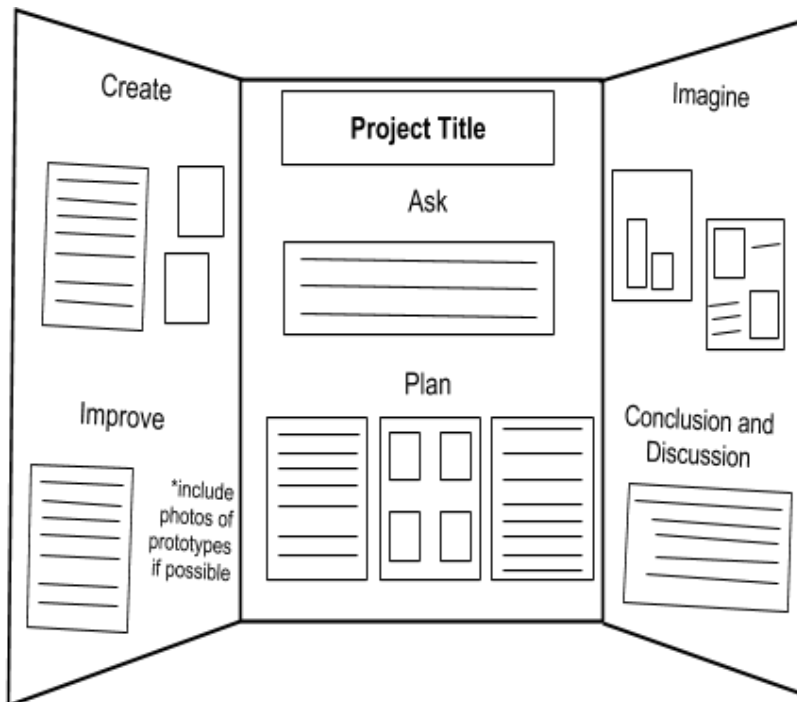 Create
Improve
*include
photos of
prototypes
if possible
Project Title
Ask
Plan
Imagine
Conclusion and
Discussion